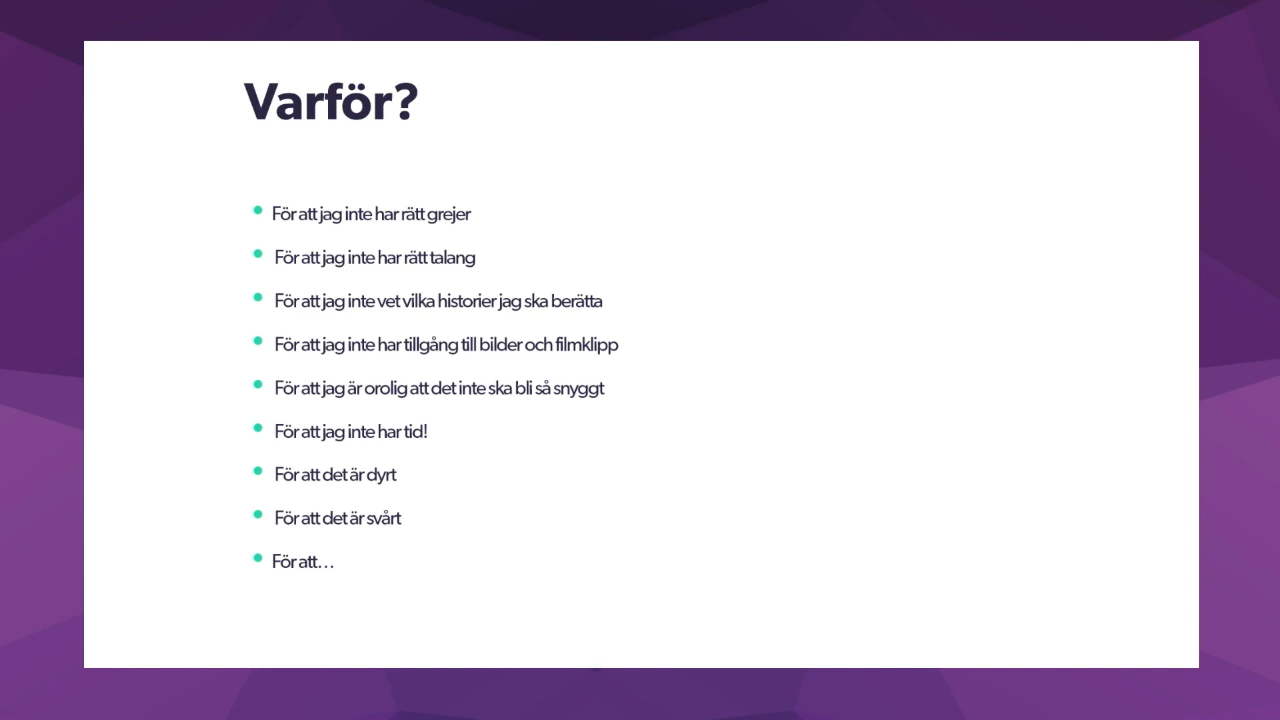 Varför?
För att jag inte har rätt grejer
För att jag inte har rätt talang
För att jag inte vet vilka historier jag ska berätta
För att jag inte har tillgång till bilder och filmklipp
För att jag är orolig att det inte ska bli så snyggt
För att jag inte har tid!
För att det är dyrt
För att det är svårt
För att…